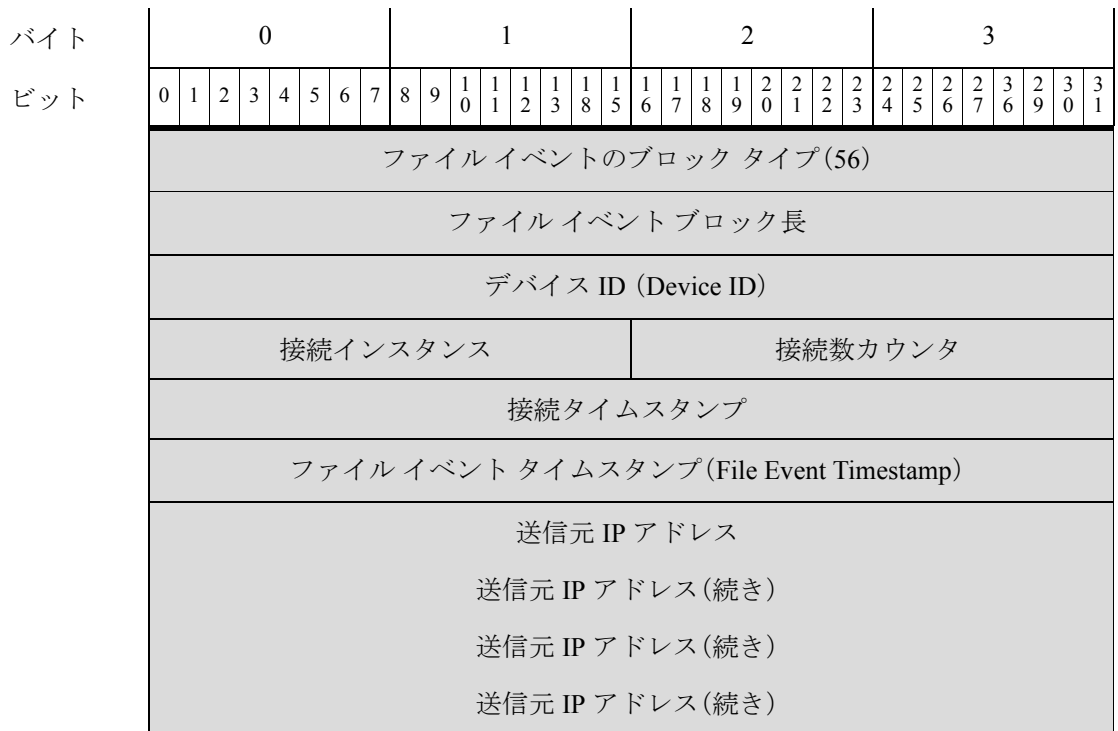 バイト 0 1 2 3
ビット 0 1 2 3 4 5 6 7 8 9 10 11 12 13 18 15 16 17 18 19 20 21 22 23 24 25 26 27 36 29 30 31
ファイル イベントのブロック タイプ(56)
ファイル イベント ブロック長
デバイス ID (Device ID)
接続インスタンス 接続数カウンタ
接続タイムスタンプ
ファイル イベント タイムスタンプ(File Event Timestamp)
送信元 IP アドレス
送信元 IP アドレス(続き)
送信元 IP アドレス(続き)
送信元 IP アドレス(続き)